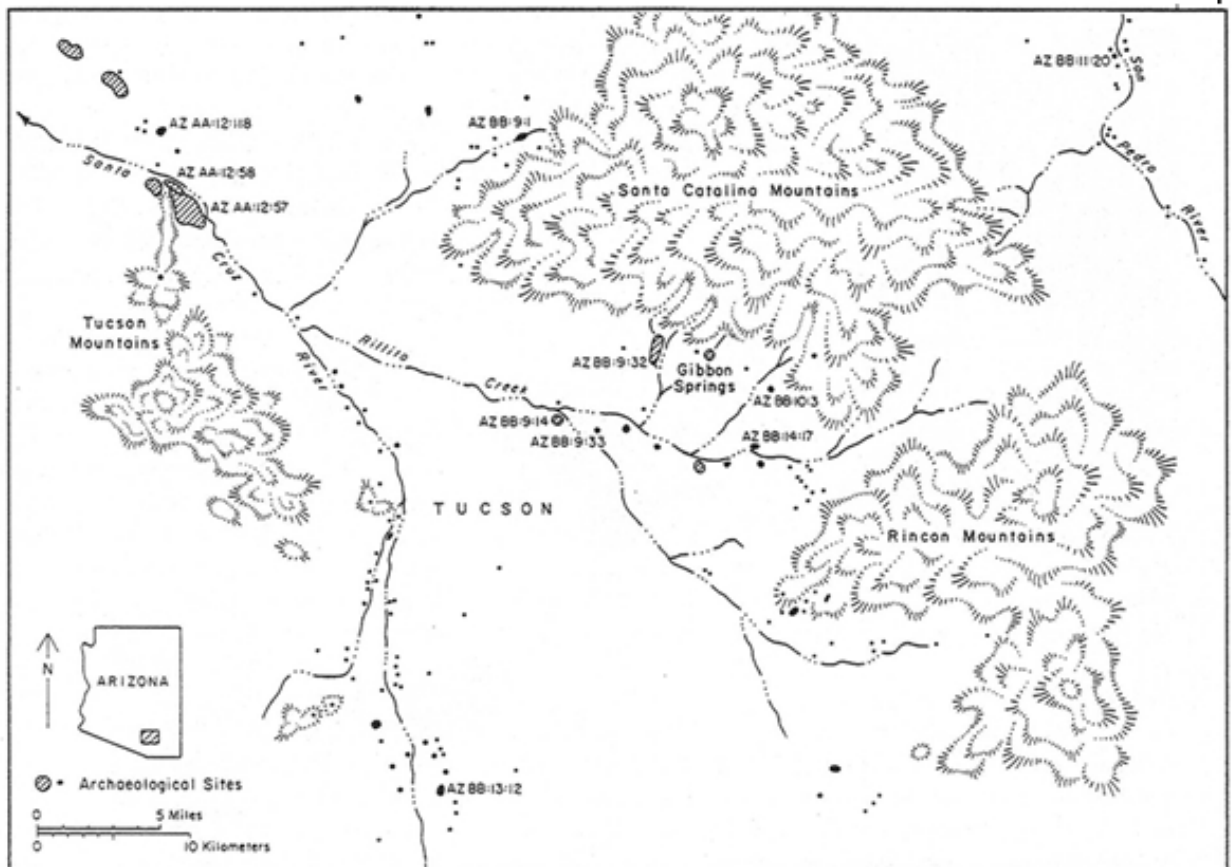 San
AZ BB:11:20
AZ AA:12:118
AZ BB:9:1
Santa
Pedro
AZ AA:12:58
Santa Catalina Mountains
AZ AA:12:57
River
Cruz
Tucson
Mountains
Rillito
River
Creek
AZ BB:9:32
Gibbon
Springs
AZ BB:10:3
AZ BB:9:14
AZ BB:9:33
AZ BB:14:17
TUCSON
Rincon Mountains
N
ARIZONA
Archaeological Sites
AZ BB:13:12
0 5 Miles
0 10 Kilometers